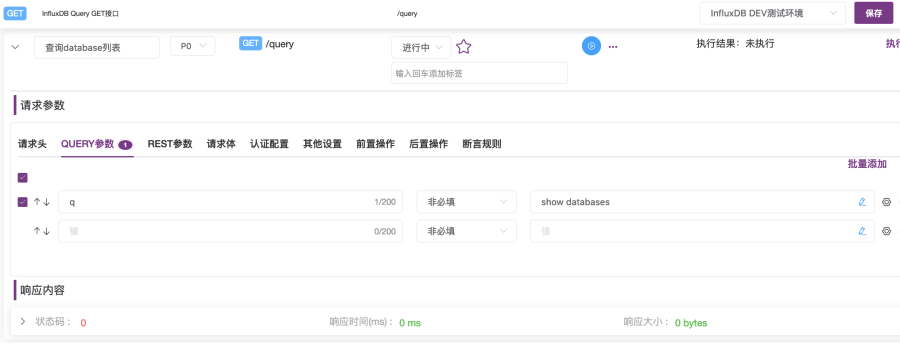 GET InfluxDB Query GET接口 /query InfluxDB DEV测试环境 保存
查询database列表 P0 GET /query 进行中 执行结果：未执行
输入回车添加标签
请求参数
请求头 QUERY参数 1 REST参数 请求体 认证配置 其他设置 前置操作 后置操作 断言规则
批量添加
q 1/200 非必填 show databases
键 0/200 非必填 值
响应内容
状态码： 0 响应时间(ms)： 0 ms 响应大小： 0 bytes